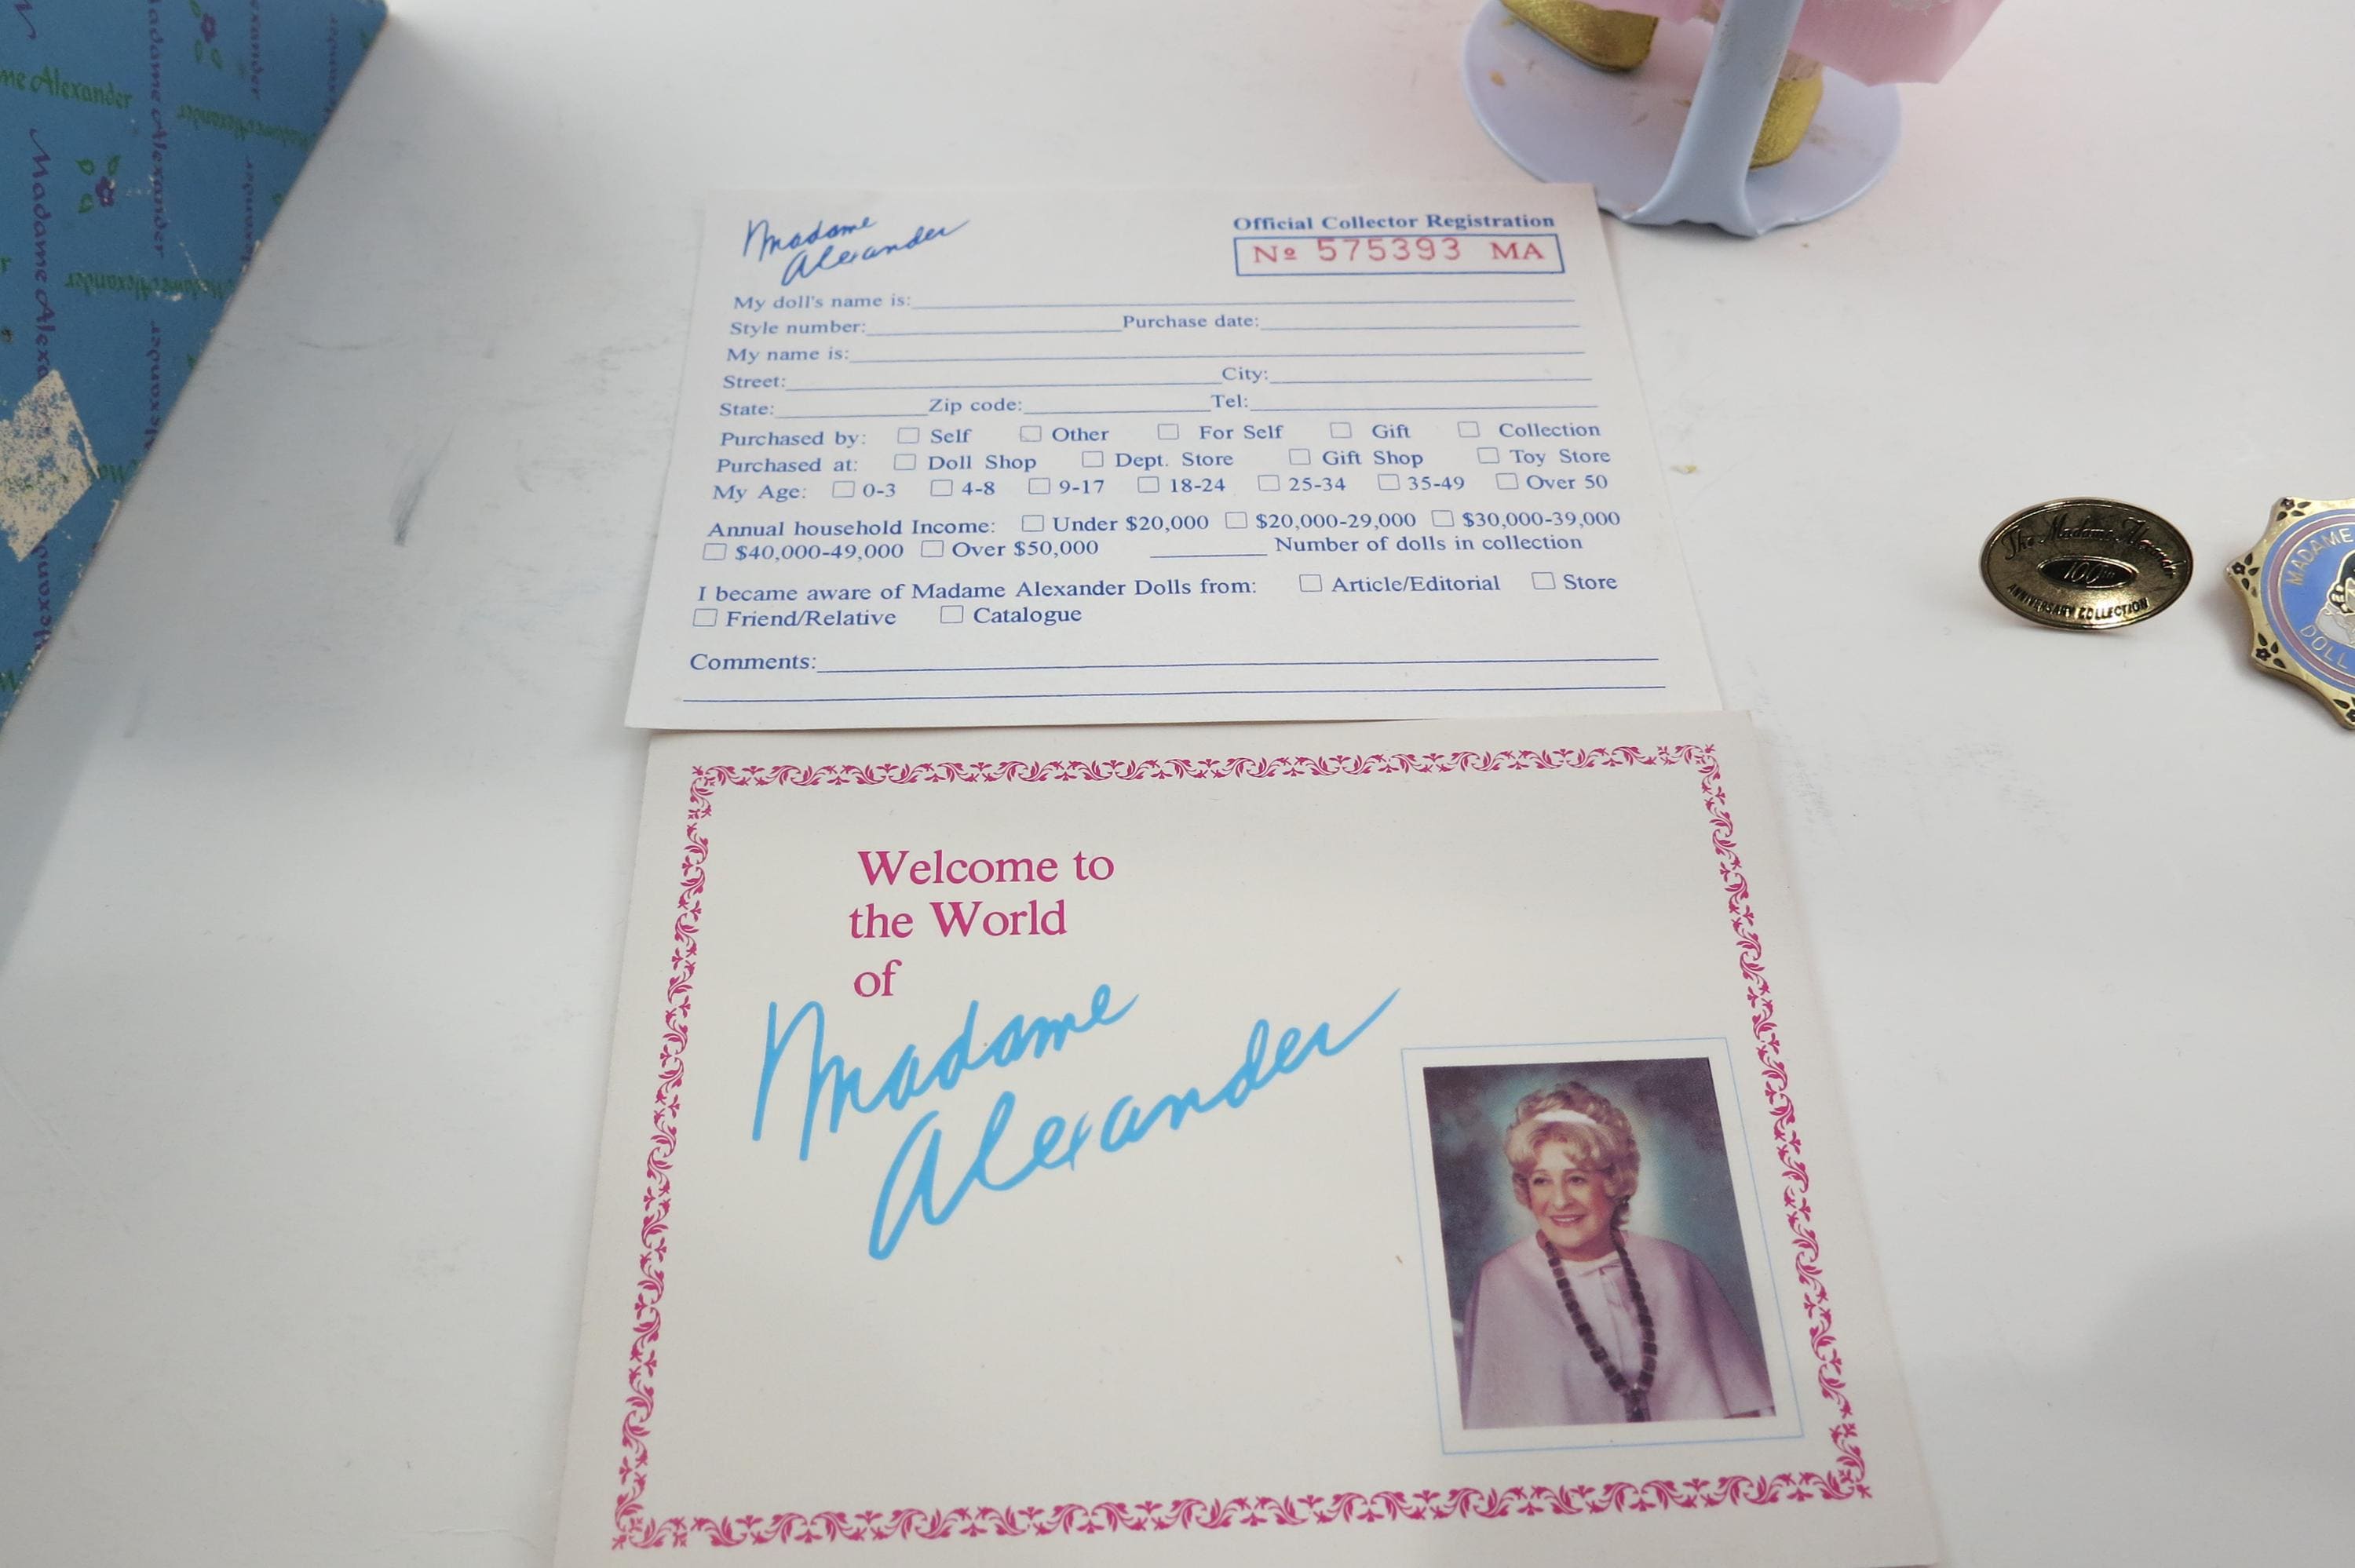 Madame Alexander
Madame Alexander
Madame Alexander
Madame
Alexander
Official Collector Registration
Nº 575393 MA
My doll's name is:
Style number: Purchase date:
My name is:
Street: City:
State: Zip code: Tel:
Purchased by: Self Other For Self Gift Collection
Purchased at: Doll Shop Dept. Store Gift Shop Toy Store
My Age: 0-3 4-8 9-17 18-24 25-34 35-49 Over 50
Annual household Income: Under $20,000 $20,000-29,000 $30,000-39,000
$40,000-49,000 Over $50,000 Number of dolls in collection
I became aware of Madame Alexander Dolls from: Article/Editorial Store
Friend/Relative Catalogue
Comments:
Welcome to
the World
of
Madame
Alexander
The Madame Alexander
100th
ANNIVERSARY COLLECTION
MADAME
DOLL